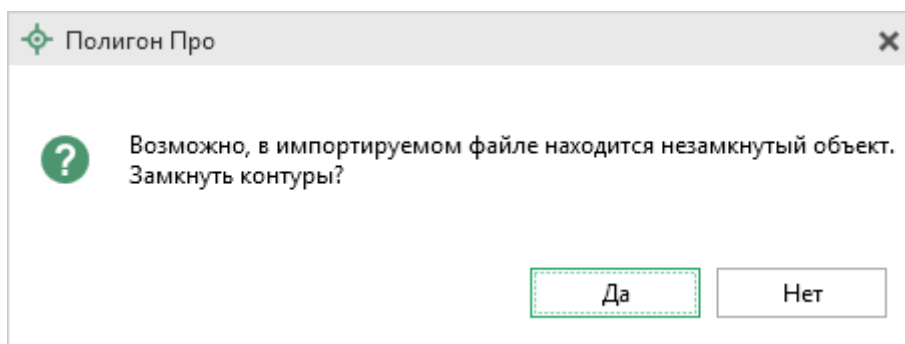 Полигон Про
Возможно, в импортируемом файле находится незамкнутый объект.
Замкнуть контуры?
Да
Нет